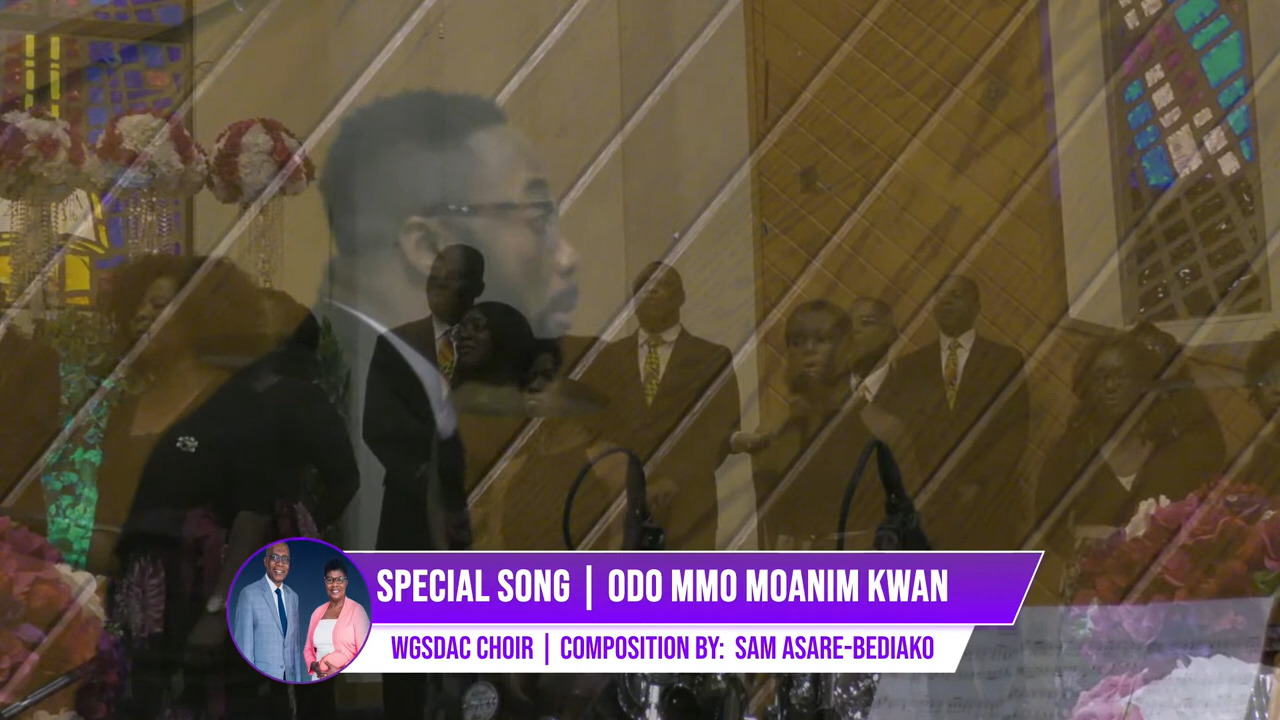 SPECIAL SONG | ODO MMO MOANIM KWAN
WGSDAC CHOIR | COMPOSITION BY: SAM ASARE-BEDIAKO